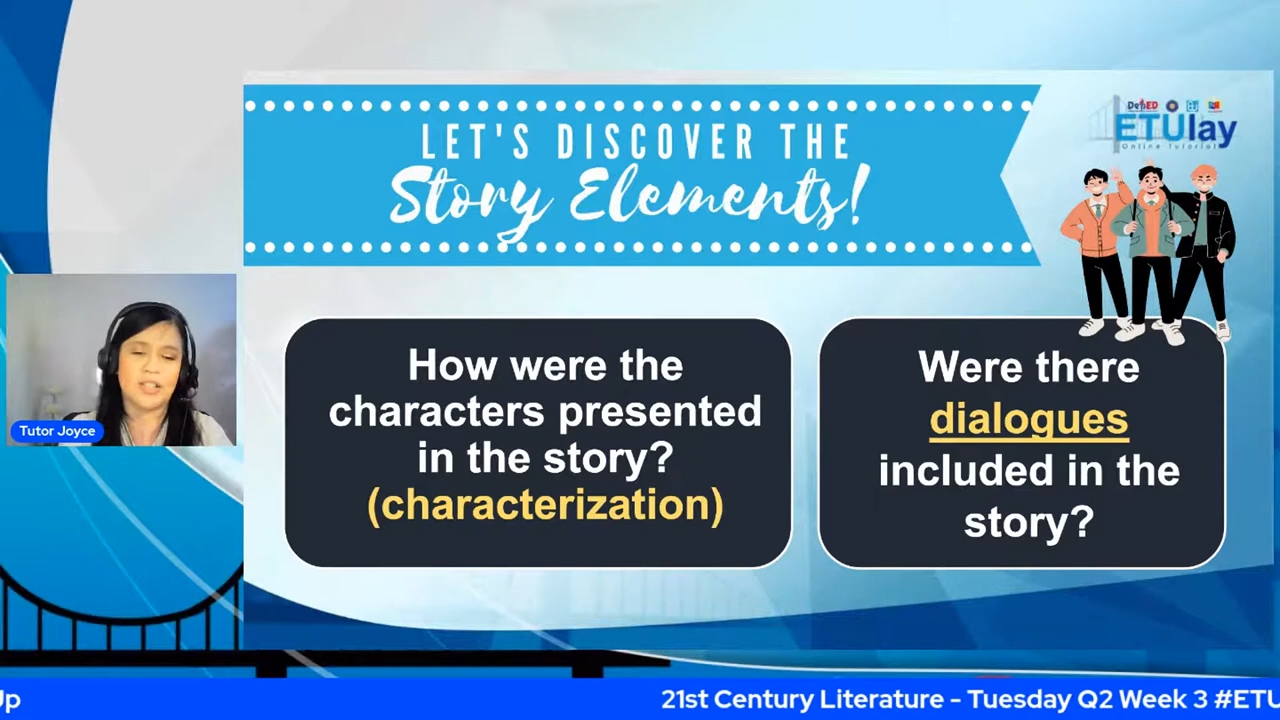 LET'S DISCOVER THE
Story Elements!
DepED
ETUlay
Online Tutorial
How were the
characters presented
in the story?
(characterization)
Were there
dialogues
included in the
story?
Tutor Joyce
Up
21st Century Literature - Tuesday Q2 Week 3 #ETU